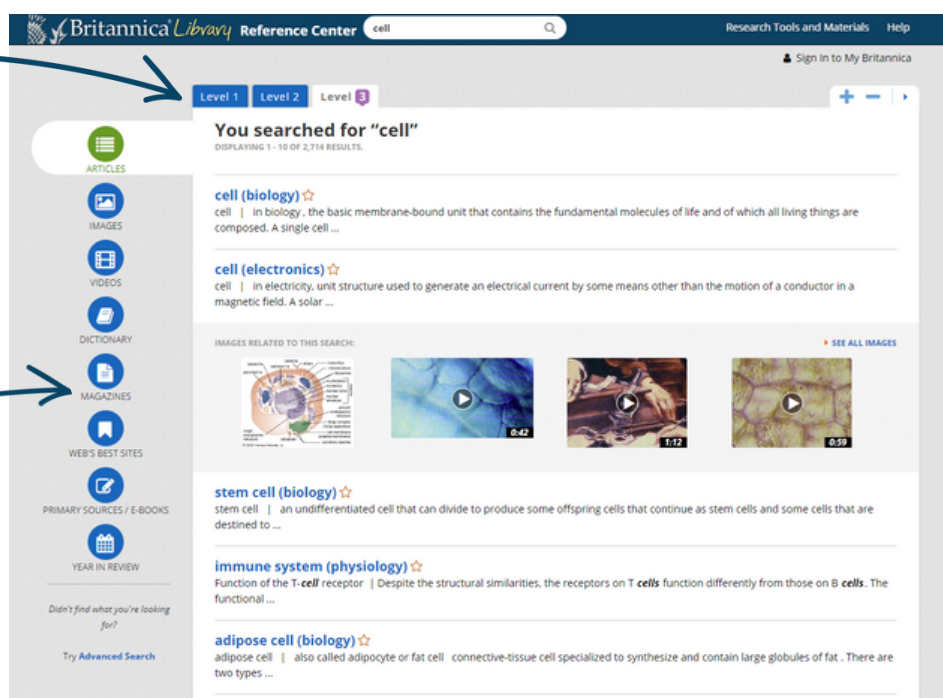 Britannica Library Reference Center
cell
Research Tools and Materials Help
Sign In to My Britannica
Level 1 Level 2 Level 3
You searched for “cell”
DISPLAYING 1 - 10 OF 2,714 RESULTS.
ARTICLES
IMAGES
VIDEOS
DICTIONARY
MAGAZINES
WEB'S BEST SITES
PRIMARY SOURCES / E-BOOKS
YEAR IN REVIEW
Didn't find what you're looking
for?
Try Advanced Search
cell (biology)
cell | in biology , the basic membrane-bound unit that contains the fundamental molecules of life and of which all living things are
composed. A single cell ...
cell (electronics)
cell | in electricity, unit structure used to generate an electrical current by some means other than the motion of a conductor in a
magnetic field. A solar ...
IMAGES RELATED TO THIS SEARCH:
SEE ALL IMAGES
0:42
1:12
0:59
stem cell (biology)
stem cell | an undifferentiated cell that can divide to produce some offspring cells that continue as stem cells and some cells that are
destined to ...
immune system (physiology)
Function of the T-cell receptor | Despite the structural similarities, the receptors on T cells function differently from those on B cells. The
functional ...
adipose cell (biology)
adipose cell | also called adipocyte or fat cell connective-tissue cell specialized to synthesize and contain large globules of fat . There are
two types ...